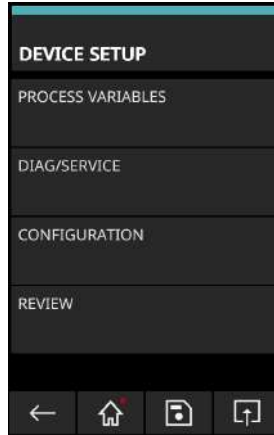 DEVICE SETUP
PROCESS VARIABLES
DIAG/SERVICE
CONFIGURATION
REVIEW